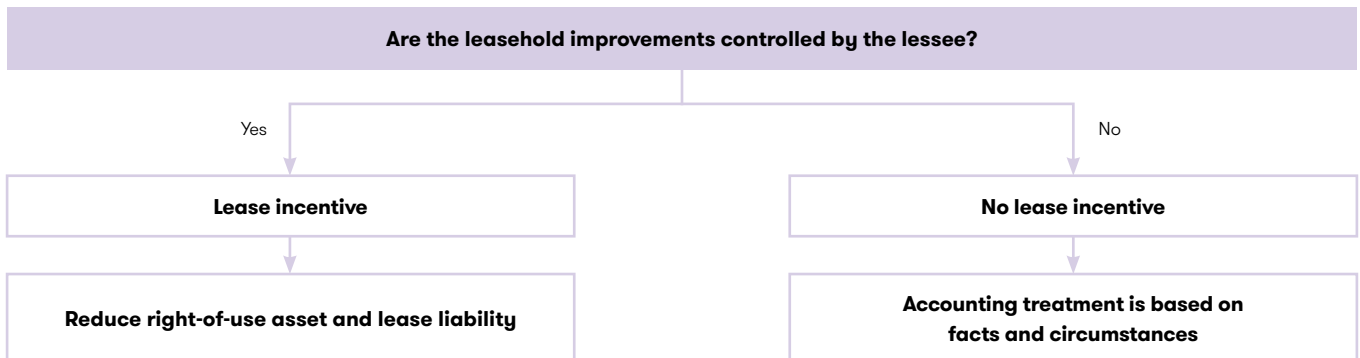 Are the leasehold improvements controlled by the lessee?
Yes
No
Lease incentive
No lease incentive
Reduce right-of-use asset and lease liability
Accounting treatment is based on
facts and circumstances